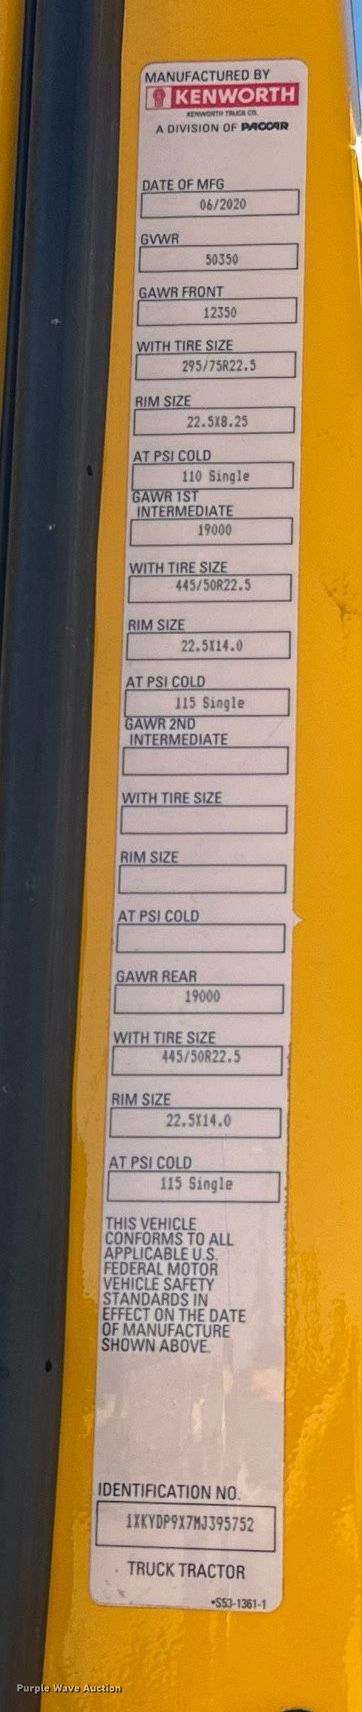 MANUFACTURED BY
KENWORTH
KENWORTH TRUCK CO.
A DIVISION OF PACCAR
DATE OF MFG
06/2020
GVWR
50350
GAWR FRONT
12350
WITH TIRE SIZE
295/75R22.5
RIM SIZE
22.5X8.25
AT PSI COLD
110 Single
GAWR 1ST
INTERMEDIATE
19000
WITH TIRE SIZE
445/50R22.5
RIM SIZE
22.5X14.0
AT PSI COLD
115 Single
GAWR 2ND
INTERMEDIATE
WITH TIRE SIZE
RIM SIZE
AT PSI COLD
GAWR REAR
19000
WITH TIRE SIZE
445/50R22.5
RIM SIZE
22.5X14.0
AT PSI COLD
115 Single
THIS VEHICLE
CONFORMS TO ALL
APPLICABLE U.S.
FEDERAL MOTOR
VEHICLE SAFETY
STANDARDS IN
EFFECT ON THE DATE
OF MANUFACTURE
SHOWN ABOVE.
IDENTIFICATION NO.
1XKYDP9X7MJ395752
TRUCK TRACTOR
•S53-1361-1
Purple Wave Auction